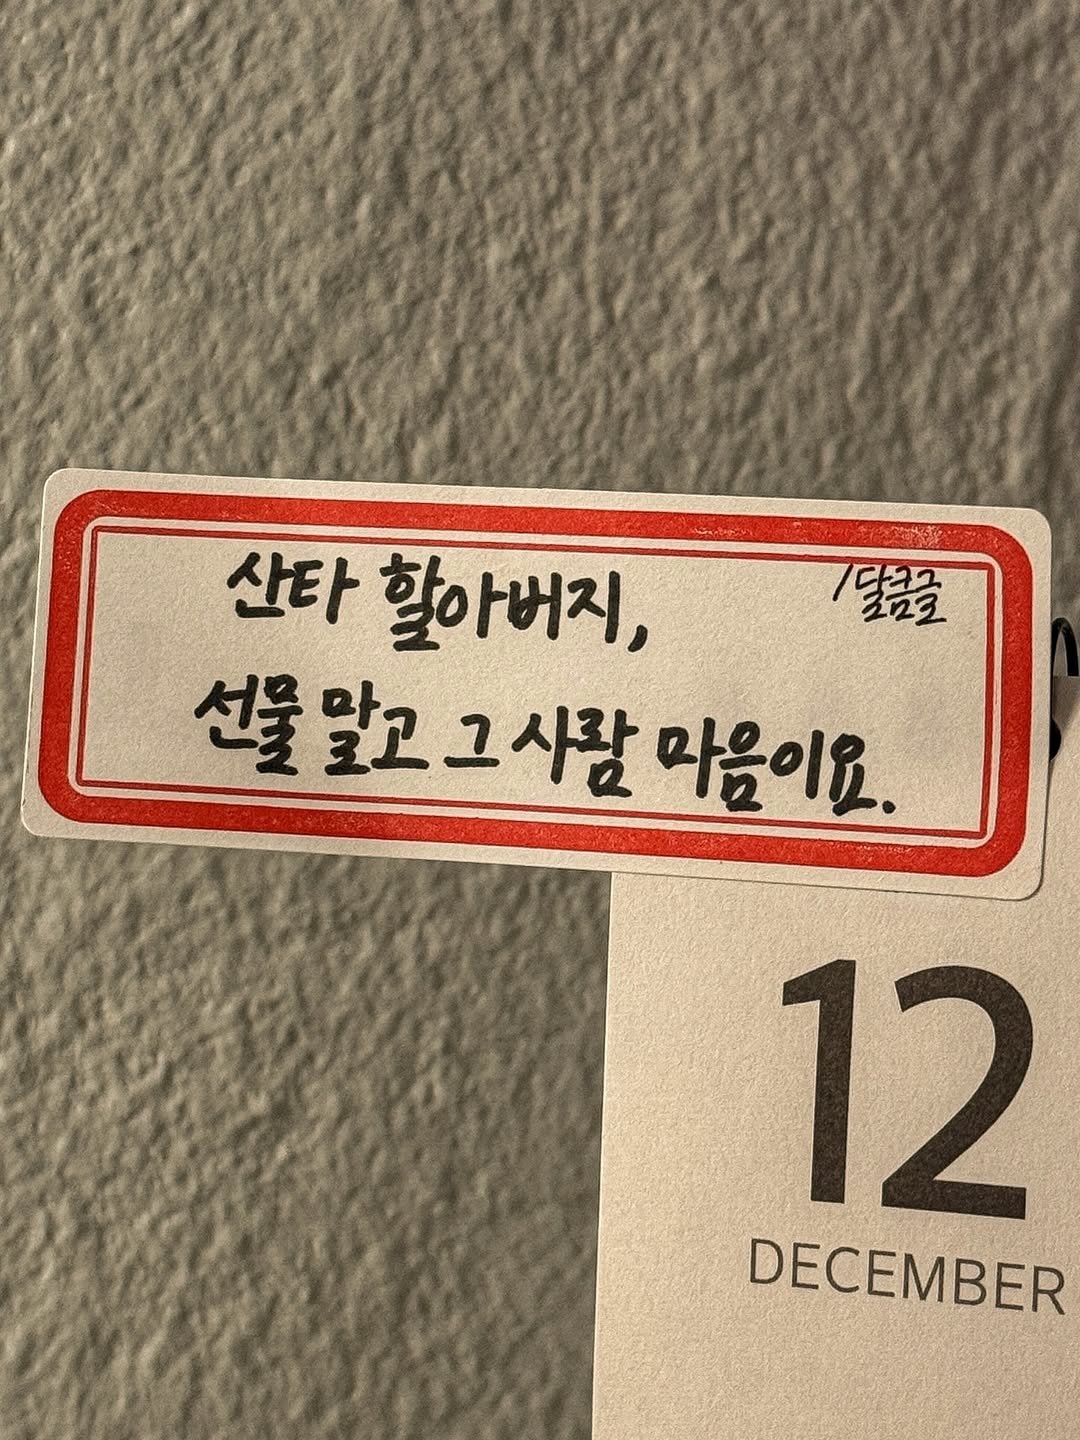 산타 할아버지,
/달콤글
선물 말고 그 사람 마음이요.
12
DECEMBER